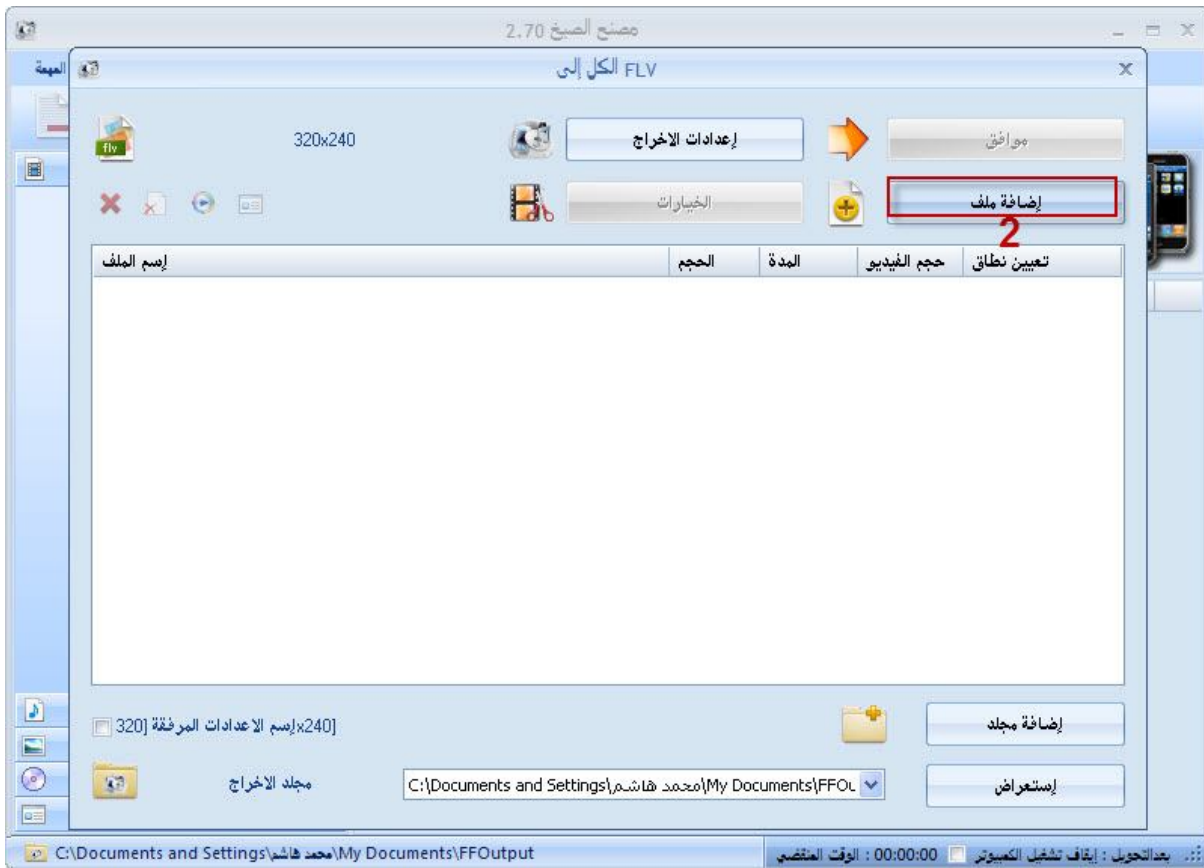 مصنع الصيغ 2.70
المهمة
الكل إلى FLV
flv
320x240
إعدادات الاخراج
موافق
الخيارات
إضافة ملف
2
إسم الملف
الحجم
المدة
حجم الفيديو
تعيين نطاق
إسم الاعدادات المرفقة [320x240]
إضافة مجلد
مجلد الاخراج
C:\Documents and Settings\محمد هاشم\My Documents\FFOu
إستعراض
C:\Documents and Settings\محمد هاشم\My Documents\FFOutput
الوقت المنقضي : 00:00:00
بعدالتحويل : إيقاف تشغيل الكمبيوتر